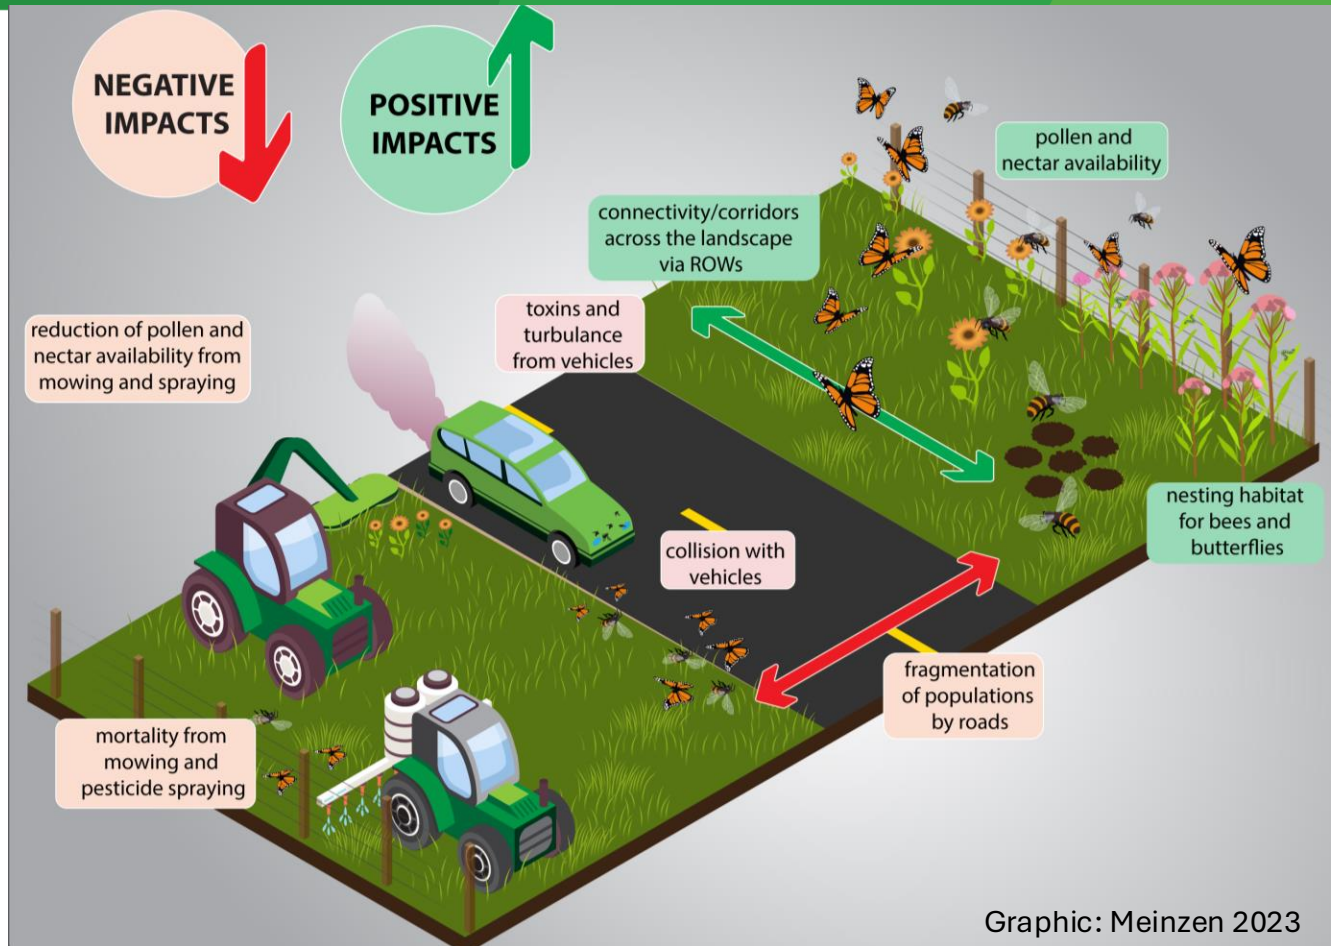 NEGATIVE
IMPACTS
POSITIVE
IMPACTS
pollen and
nectar availability
connectivity/corridors
across the landscape
via ROWs
toxins and
turbulance
from vehicles
reduction of pollen and
nectar availability from
mowing and spraying
nesting habitat
for bees and
butterflies
collision with
vehicles
fragmentation
of populations
by roads
mortality from
mowing and
pesticide spraying
Graphic: Meinzen 2023